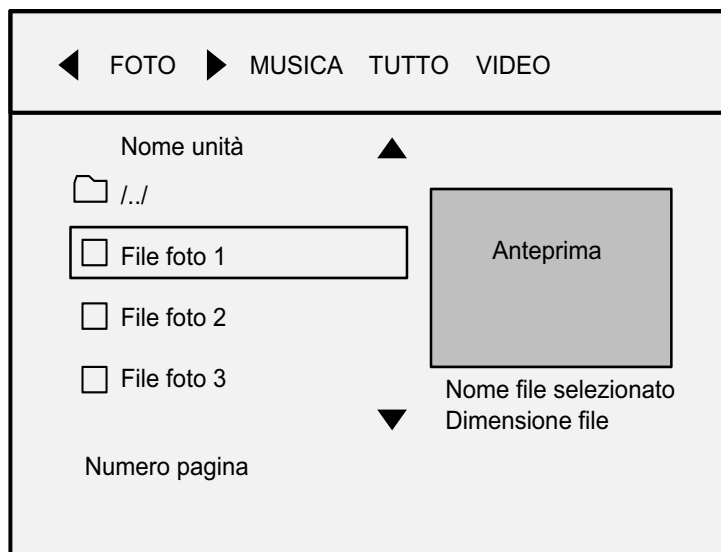 FOTO MUSICA TUTTO VIDEO
Nome unità
/../
File foto 1
File foto 2
File foto 3
Anteprima
Nome file selezionato
Dimensione file
Numero pagina